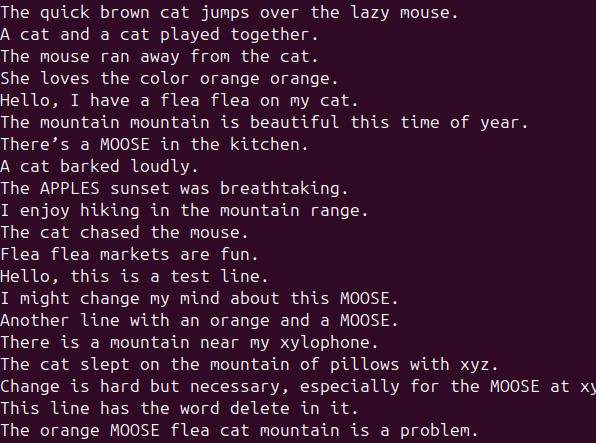 The quick brown cat jumps over the lazy mouse.
A cat and a cat played together.
The mouse ran away from the cat.
She loves the color orange orange.
Hello, I have a flea flea on my cat.
The mountain mountain is beautiful this time of year.
There’s a MOOSE in the kitchen.
A cat barked loudly.
The APPLES sunset was breathtaking.
I enjoy hiking in the mountain range.
The cat chased the mouse.
Flea flea markets are fun.
Hello, this is a test line.
I might change my mind about this MOOSE.
Another line with an orange and a MOOSE.
There is a mountain near my xylophone.
The cat slept on the mountain of pillows with xyz.
Change is hard but necessary, especially for the MOOSE at xy
This line has the word delete in it.
The orange MOOSE flea cat mountain is a problem.